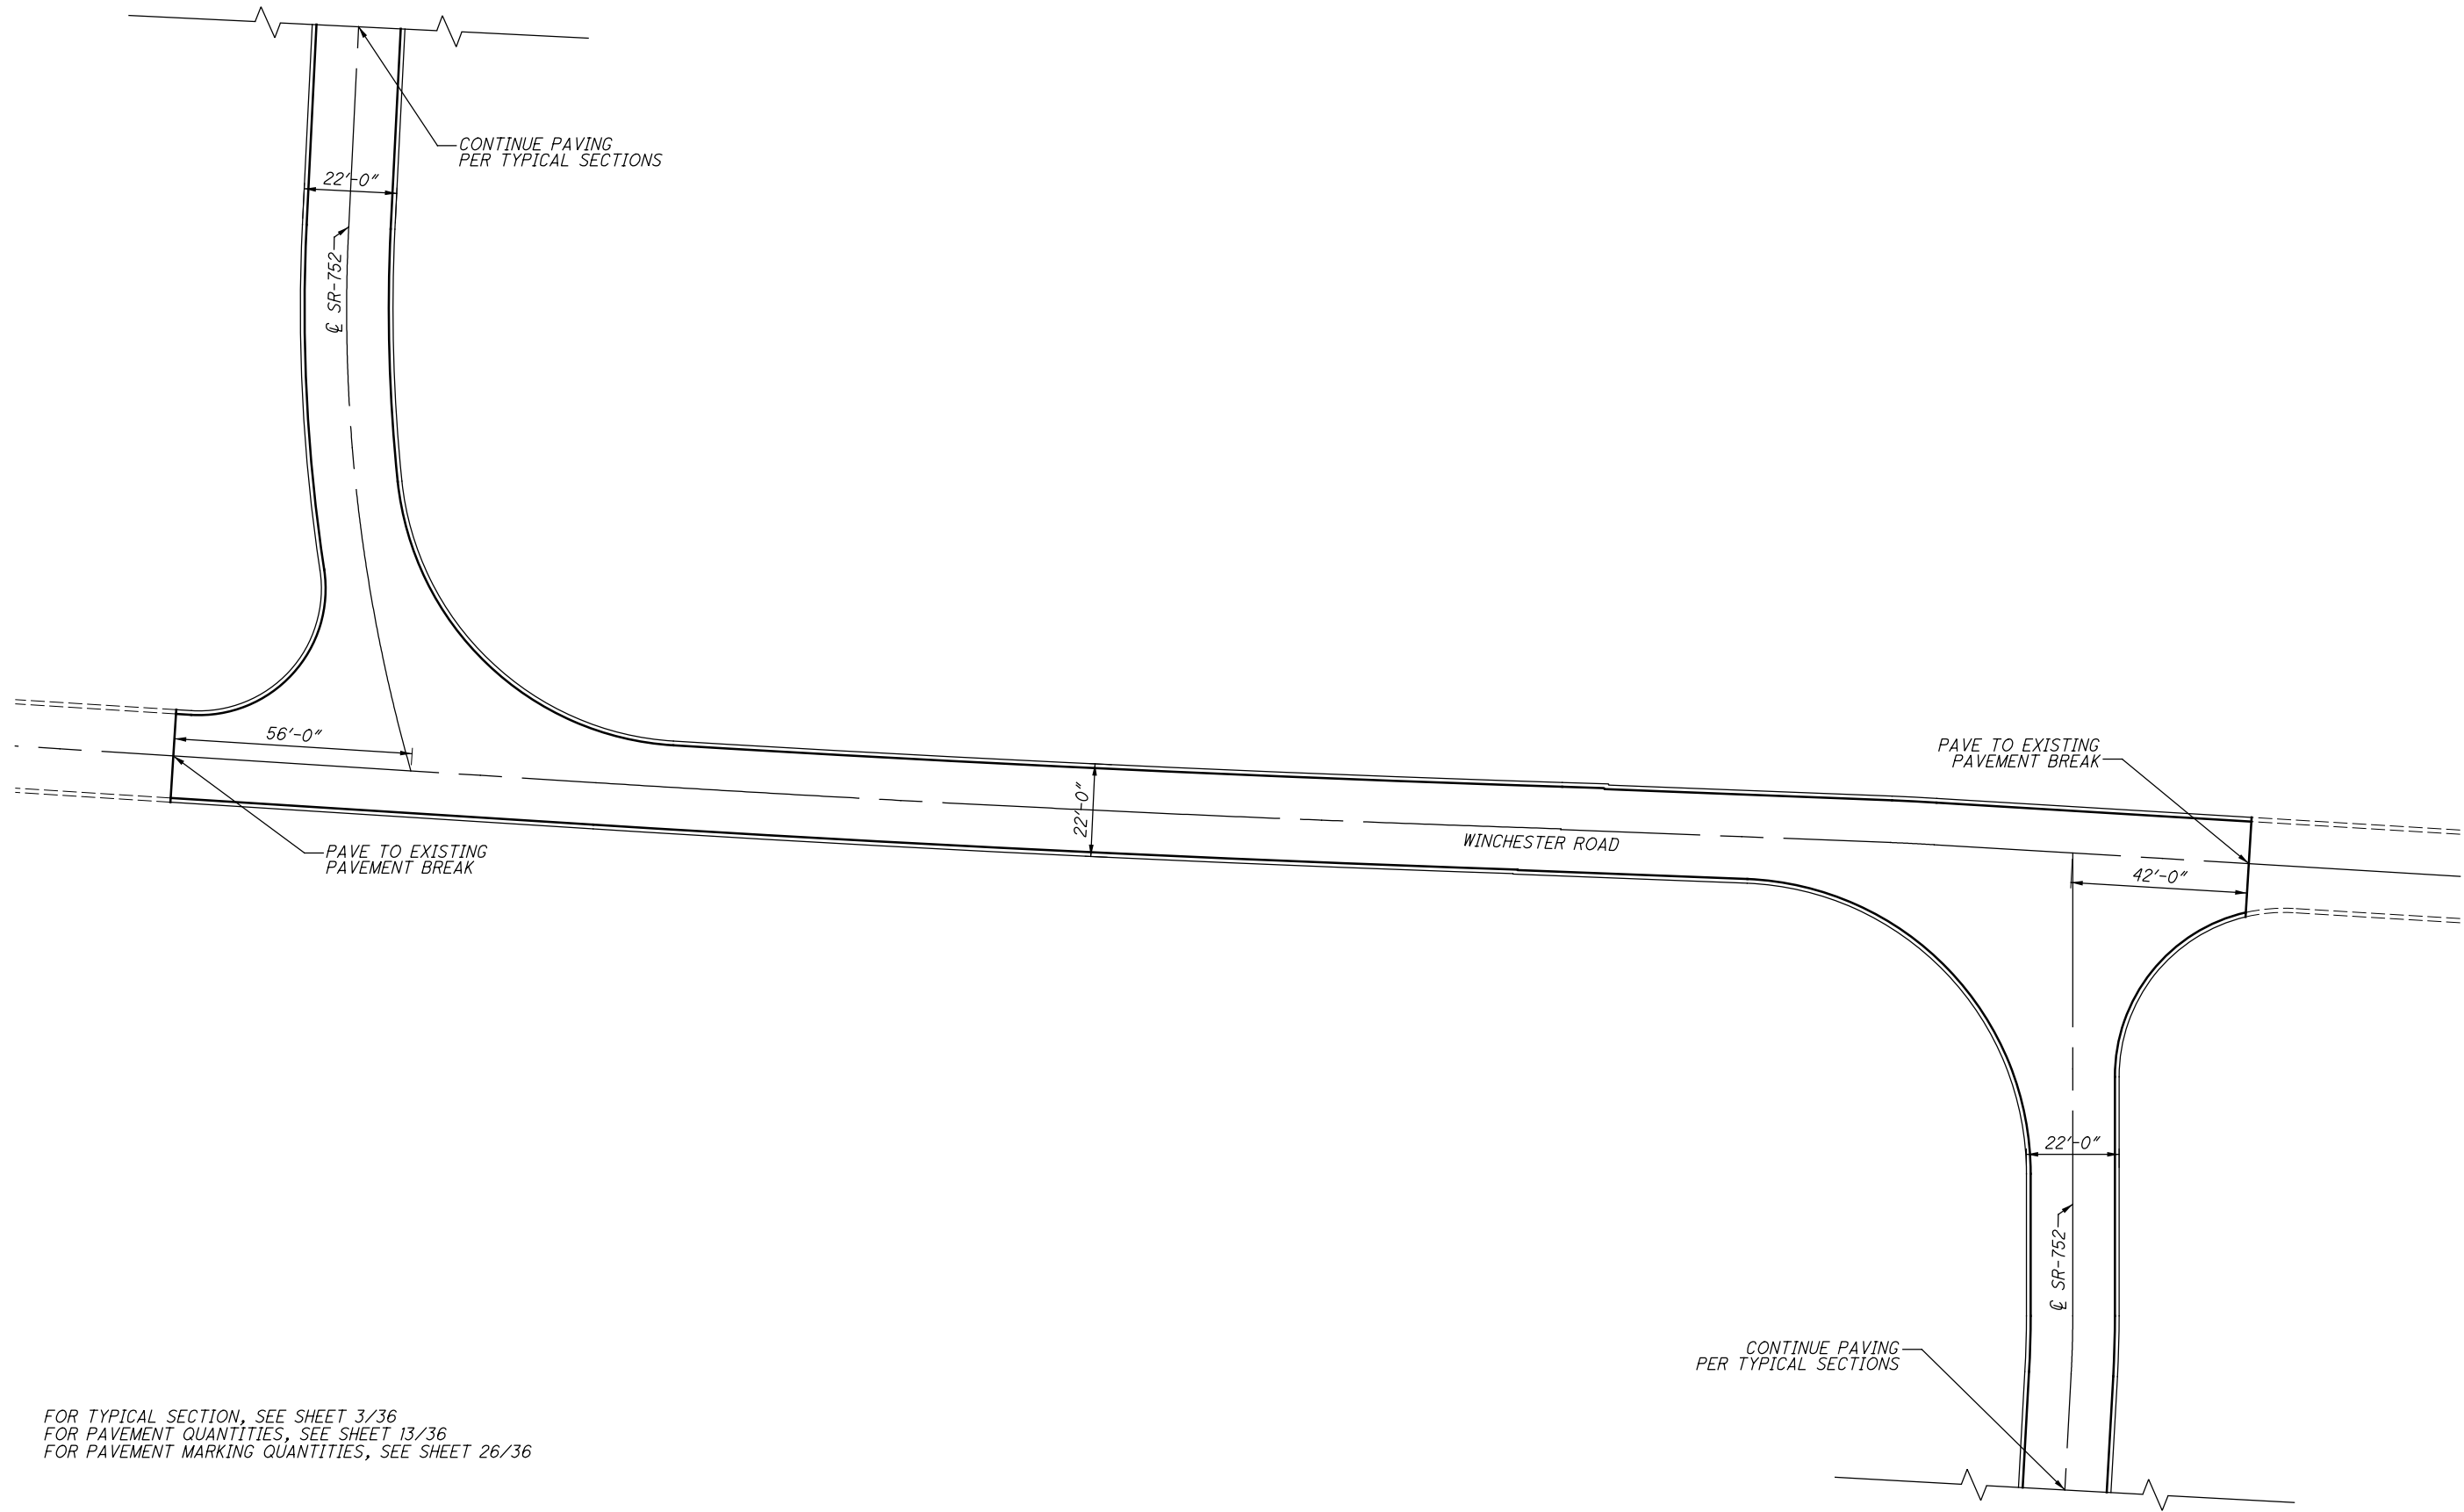 CONTINUE PAVING
PER TYPICAL SECTIONS
22'-0"
℄ SR-752
56'-0"
PAVE TO EXISTING
PAVEMENT BREAK
22'-0"
WINCHESTER ROAD
PAVE TO EXISTING
PAVEMENT BREAK
42'-0"
22'-0"
℄ SR-752
CONTINUE PAVING
PER TYPICAL SECTIONS
FOR TYPICAL SECTION, SEE SHEET 3/36
FOR PAVEMENT QUANTITIES, SEE SHEET 13/36
FOR PAVEMENT MARKING QUANTITIES, SEE SHEET 26/36